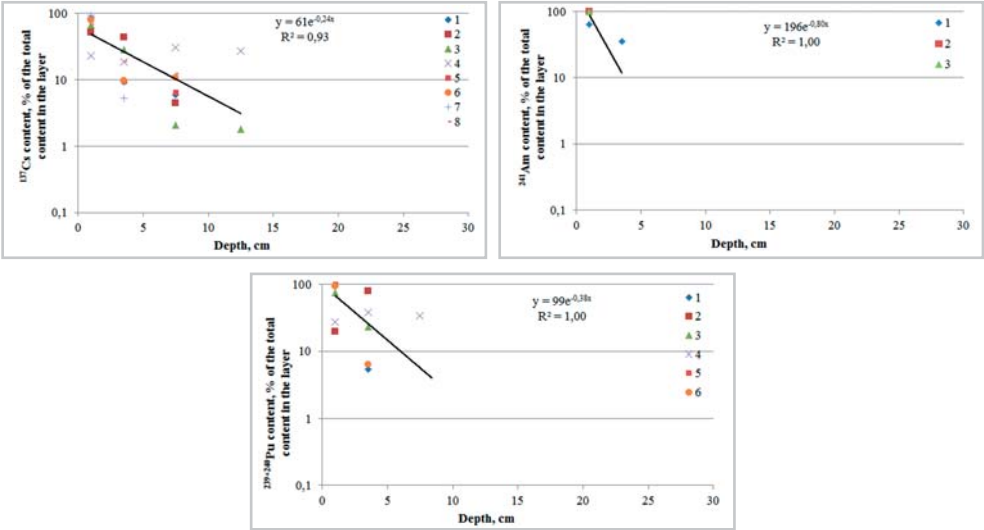 ¹³⁷Cs content, % of the total
content in the layer
100
10
1
0,1
0 5 10 15 20 25 30
Depth, cm
y = 61e⁻⁰,²⁴ˣ
R² = 0,93
1
2
3
4
5
6
7
8
²⁴¹Am content, % of the total
content in the layer
100
10
1
0,1
0 5 10 15 20 25 30
Depth, cm
y = 196e⁻⁰,⁸⁰ˣ
R² = 1,00
1
2
3
²³⁹⁺²⁴⁰Pu content, % of the total
content in the layer
100
10
1
0,1
0 5 10 15 20 25 30
Depth, cm
y = 99e⁻⁰,³⁸ˣ
R² = 1,00
1
2
3
4
5
6